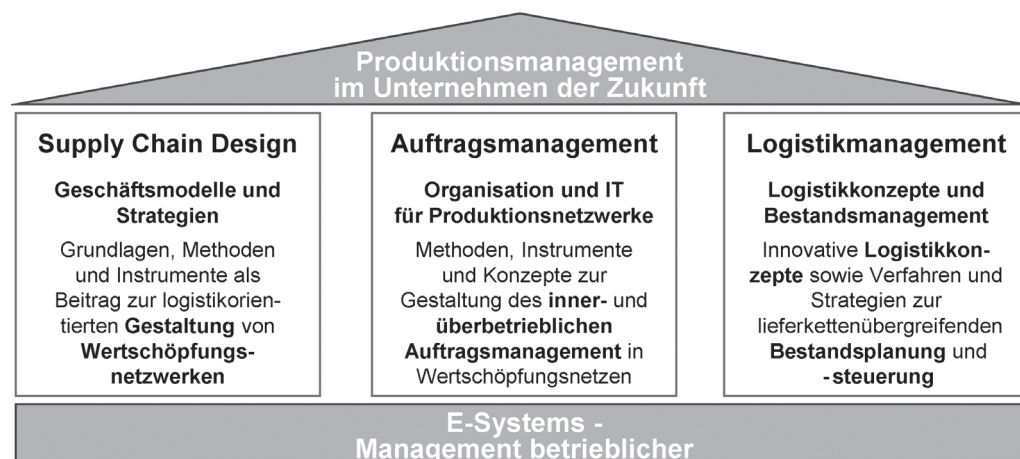 Produktionsmanagement
im Unternehmen der Zukunft
Supply Chain Design
Geschäftsmodelle und
Strategien
Grundlagen, Methoden
und Instrumente als
Beitrag zur logistikorien-
tierten Gestaltung von
Wertschöpfungs-
netzwerken
Auftragsmanagement
Organisation und IT
für Produktionsnetzwerke
Methoden, Instrumente
und Konzepte zur
Gestaltung des inner- und
überbetrieblichen
Auftragsmanagement in
Wertschöpfungsnetzen
Logistikmanagement
Logistikkonzepte und
Bestandsmanagement
Innovative Logistikkon-
zepte sowie Verfahren und
Strategien zur
lieferkettenübergreifenden
Bestandsplanung und
-steuerung
E-Systems -
Management betrieblicher